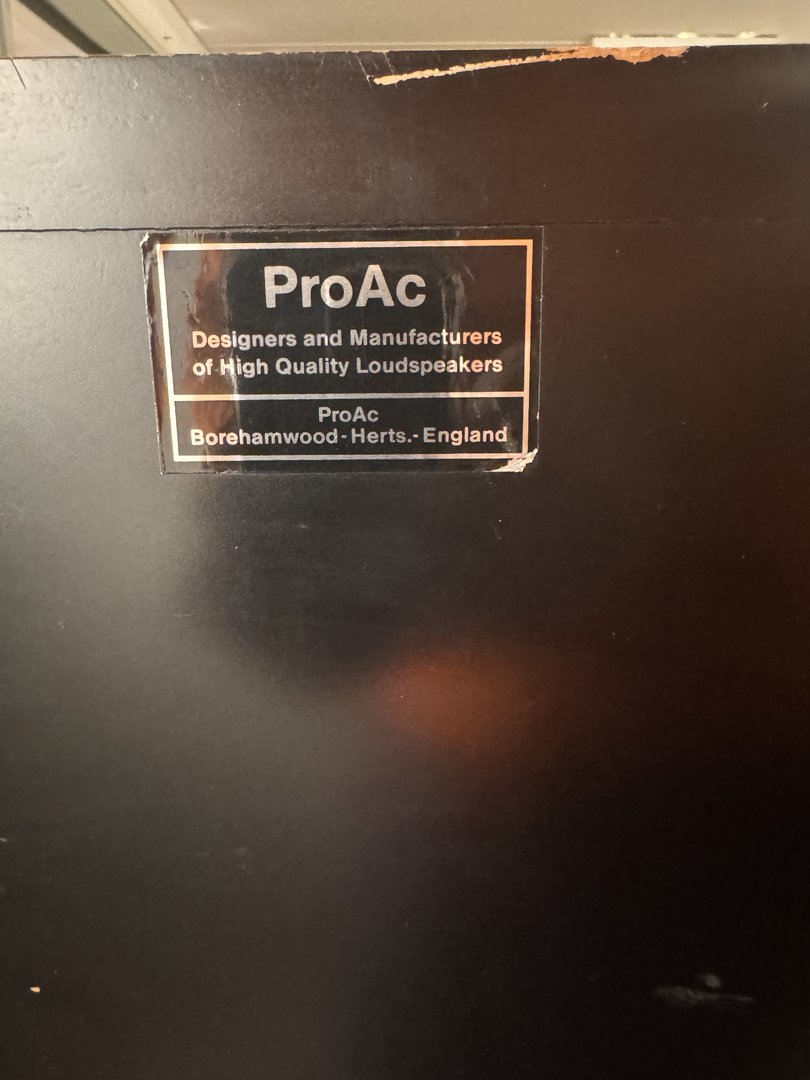 ProAc
Designers and Manufacturers
of High Quality Loudspeakers
ProAc
Borehamwood-Herts.-England